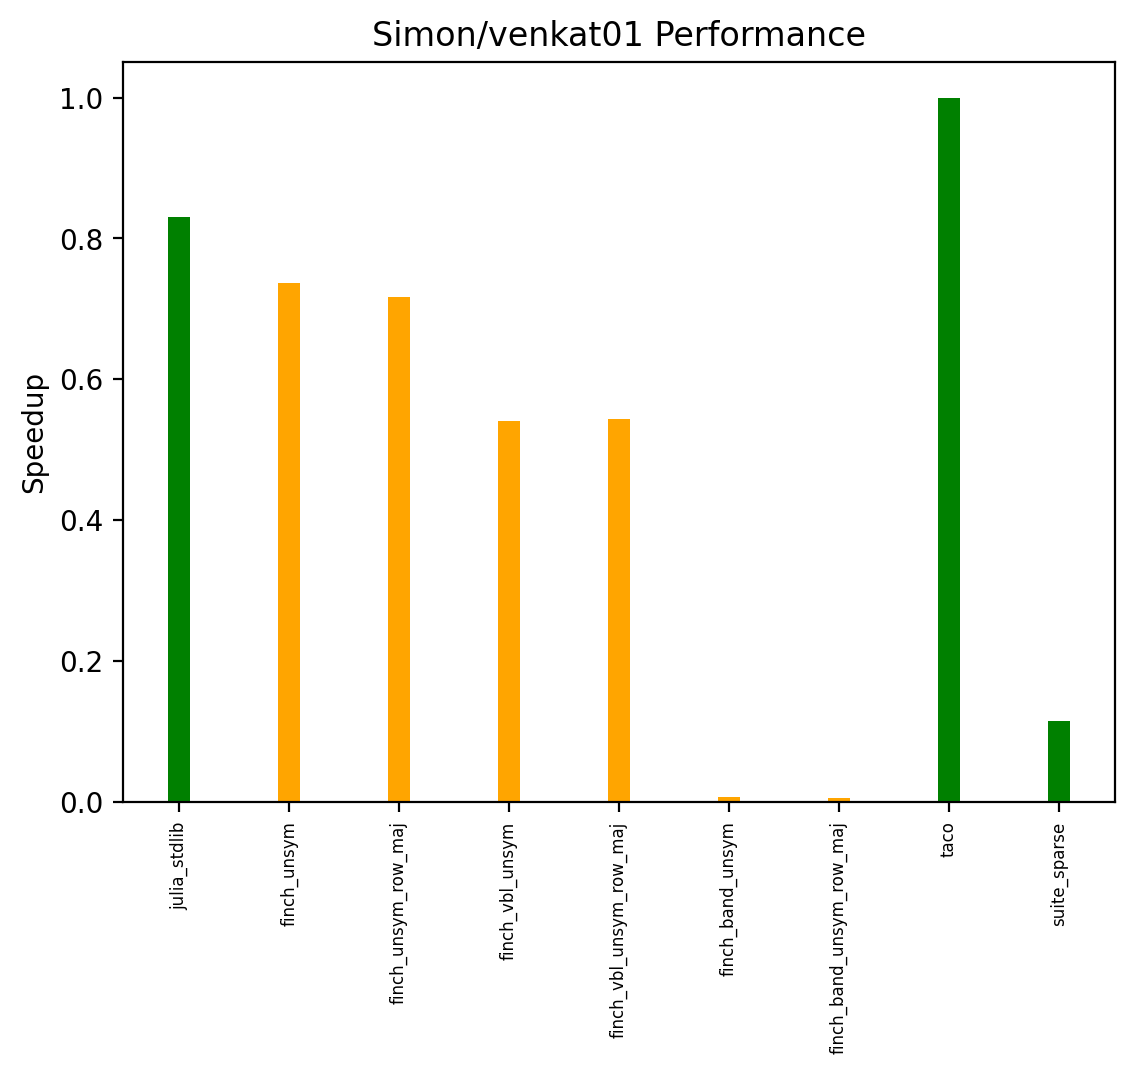 Simon/venkat01 Performance
Speedup
1.0
0.8
0.6
0.4
0.2
0.0
julia_stdlib
finch_unsym
finch_unsym_row_maj
finch_vbl_unsym
finch_vbl_unsym_row_maj
finch_band_unsym
finch_band_unsym_row_maj
taco
suite_sparse